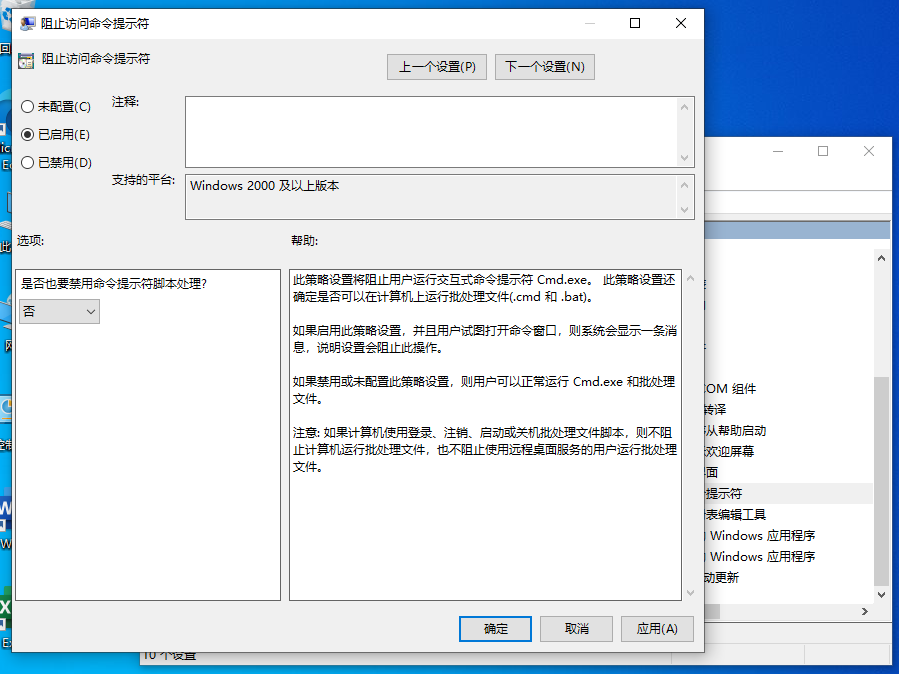 阻止访问命令提示符
阻止访问命令提示符
上一个设置(P)
下一个设置(N)
未配置(C)
注释:
已启用(E)
已禁用(D)
支持的平台:
Windows 2000 及以上版本
选项:
帮助:
是否也要禁用命令提示符脚本处理?
否
此策略设置将阻止用户运行交互式命令提示符 Cmd.exe。 此策略设置还
确定是否可以在计算机上运行批处理文件(.cmd 和 .bat)。
如果启用此策略设置，并且用户试图打开命令窗口，则系统会显示一条消
息，说明设置会阻止此操作。
如果禁用或未配置此策略设置，则用户可以正常运行 Cmd.exe 和批处理
文件。
注意: 如果计算机使用登录、注销、启动或关机批处理文件脚本，则不阻
止计算机运行批处理文件，也不阻止使用远程桌面服务的用户运行批处理
文件。
确定
取消
应用(A)
OM 组件
转译
从帮助启动
欢迎屏幕
面
提示符
表编辑工具
Windows 应用程序
Windows 应用程序
动更新
10 个设置